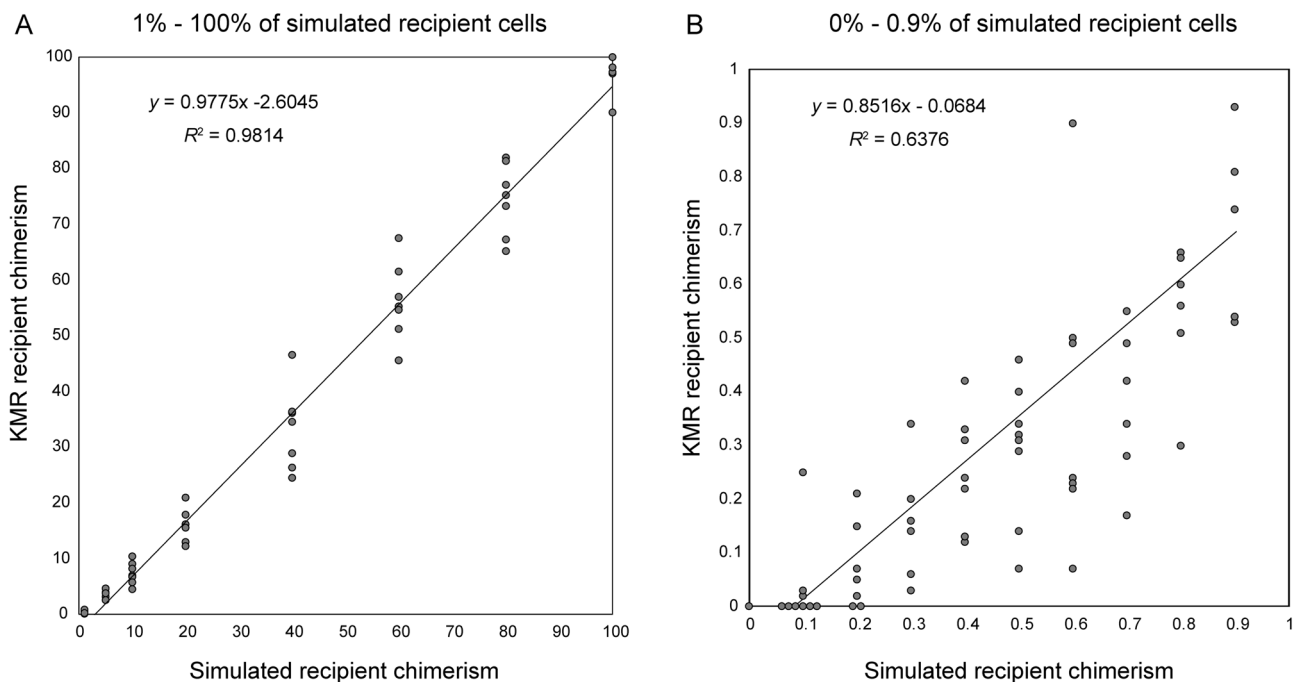 A
1% - 100% of simulated recipient cells
y = 0.9775x -2.6045
R² = 0.9814
KMR recipient chimerism
100
90
80
70
60
50
40
30
20
10
0
0 10 20 30 40 50 60 70 80 90 100
Simulated recipient chimerism
B
0% - 0.9% of simulated recipient cells
y = 0.8516x - 0.0684
R² = 0.6376
KMR recipient chimerism
1
0.9
0.8
0.7
0.6
0.5
0.4
0.3
0.2
0.1
0
0 0.1 0.2 0.3 0.4 0.5 0.6 0.7 0.8 0.9 1
Simulated recipient chimerism